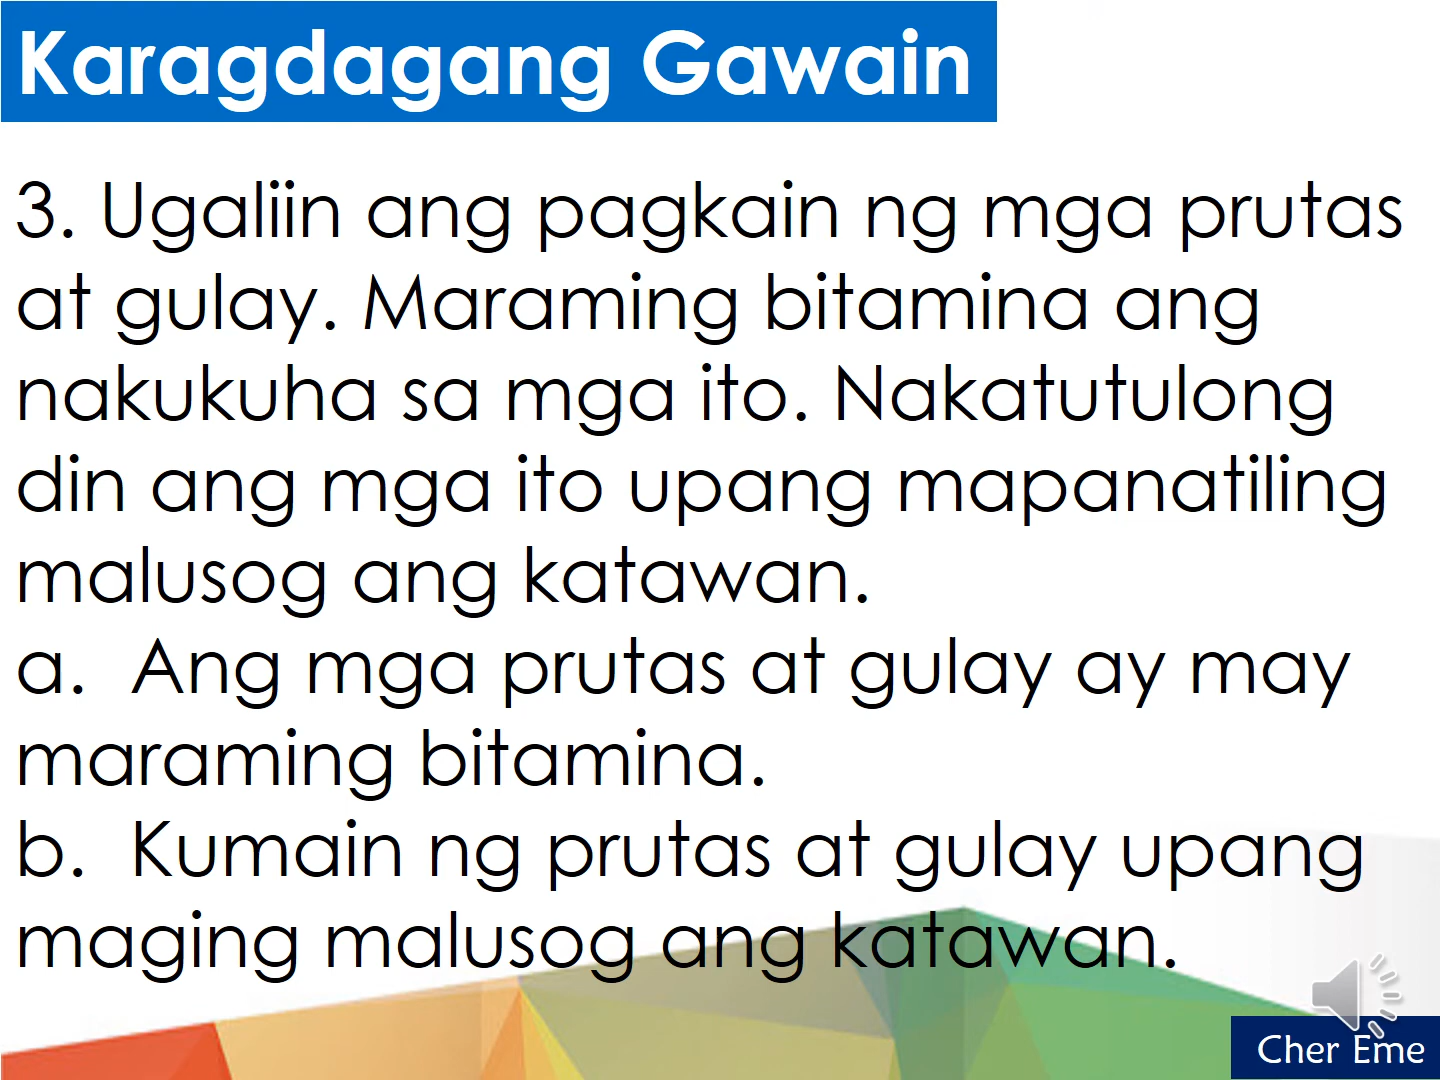 Karagdagang Gawain
3. Ugaliin ang pagkain ng mga prutas
at gulay. Maraming bitamina ang
nakukuha sa mga ito. Nakatutulong
din ang mga ito upang mapanatiling
malusog ang katawan.
a. Ang mga prutas at gulay ay may
maraming bitamina.
b. Kumain ng prutas at gulay upang
maging malusog ang katawan.
Cher Eme